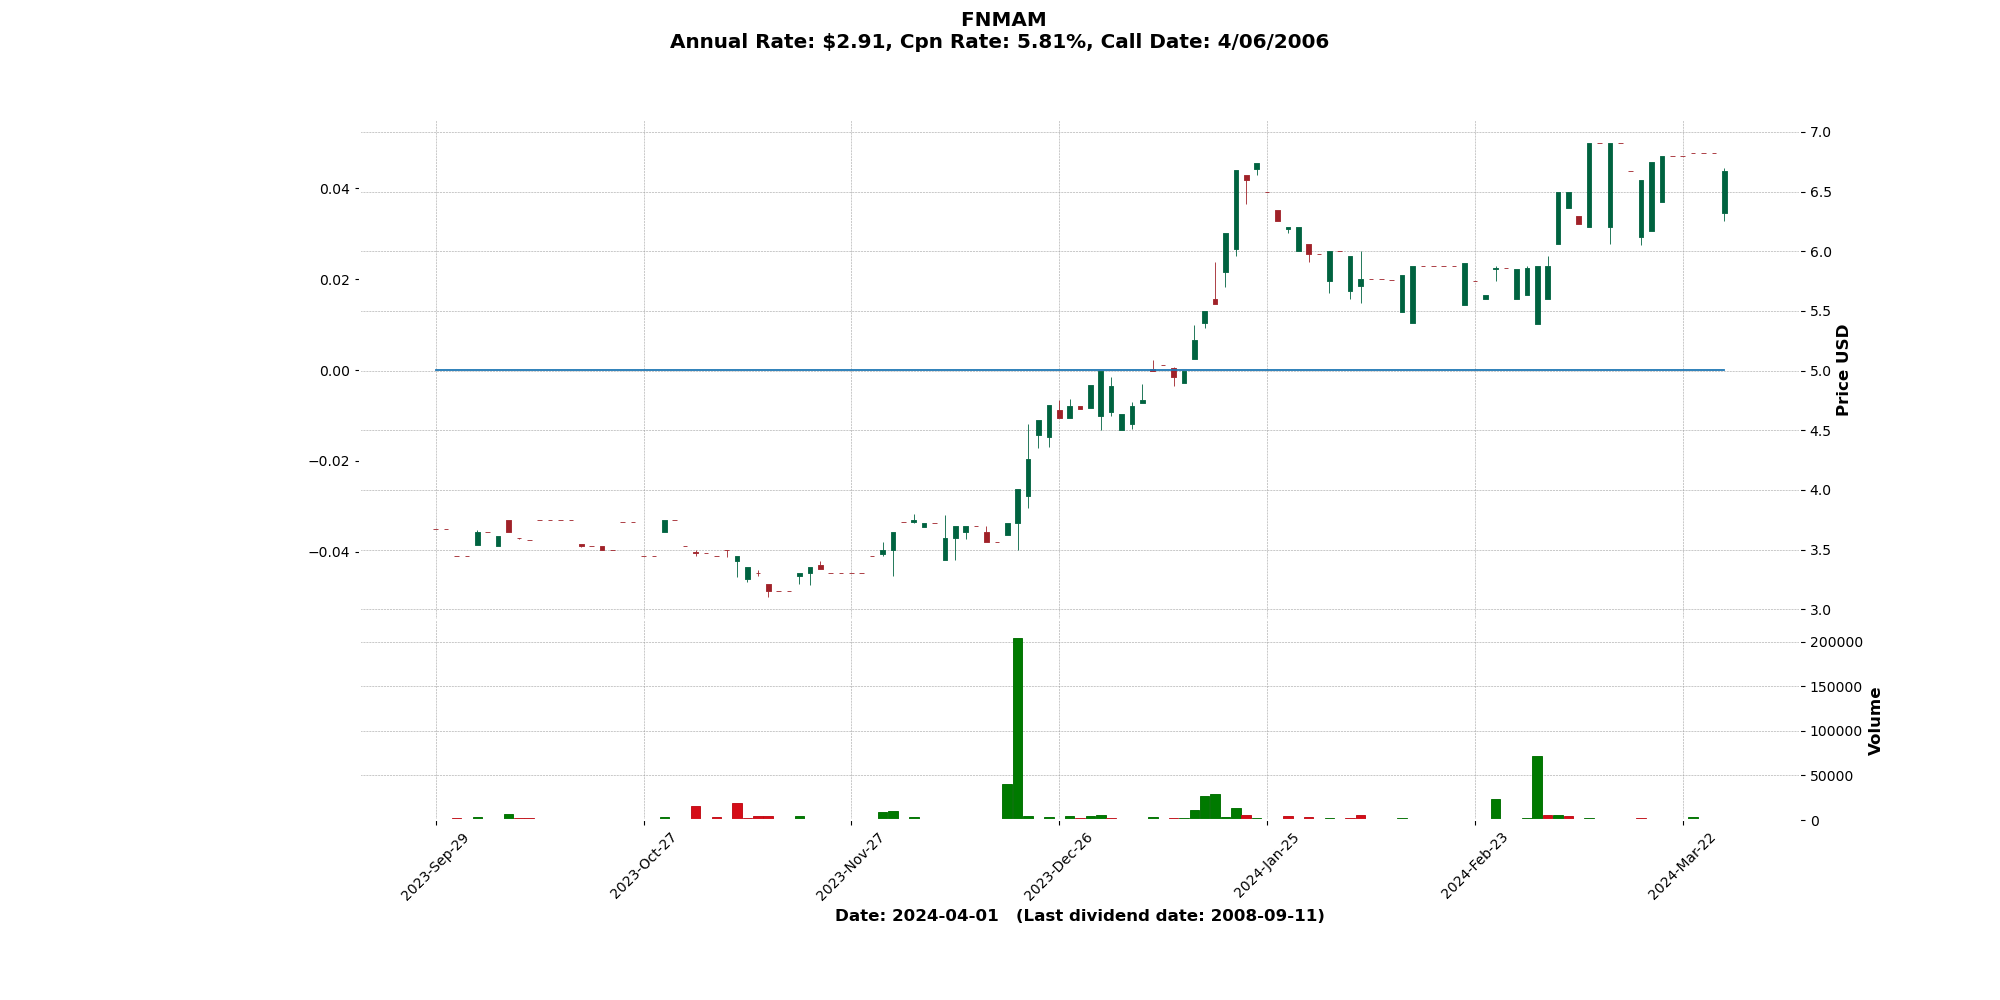 FNMAM
Annual Rate: $2.91, Cpn Rate: 5.81%, Call Date: 4/06/2006
0.04
0.02
0.00
−0.02
−0.04
7.0
6.5
6.0
5.5
5.0
4.5
4.0
3.5
3.0
Price USD
200000
150000
100000
50000
0
Volume
2023-Sep-29
2023-Oct-27
2023-Nov-27
2023-Dec-26
2024-Jan-25
2024-Feb-23
2024-Mar-22
Date: 2024-04-01 (Last dividend date: 2008-09-11)